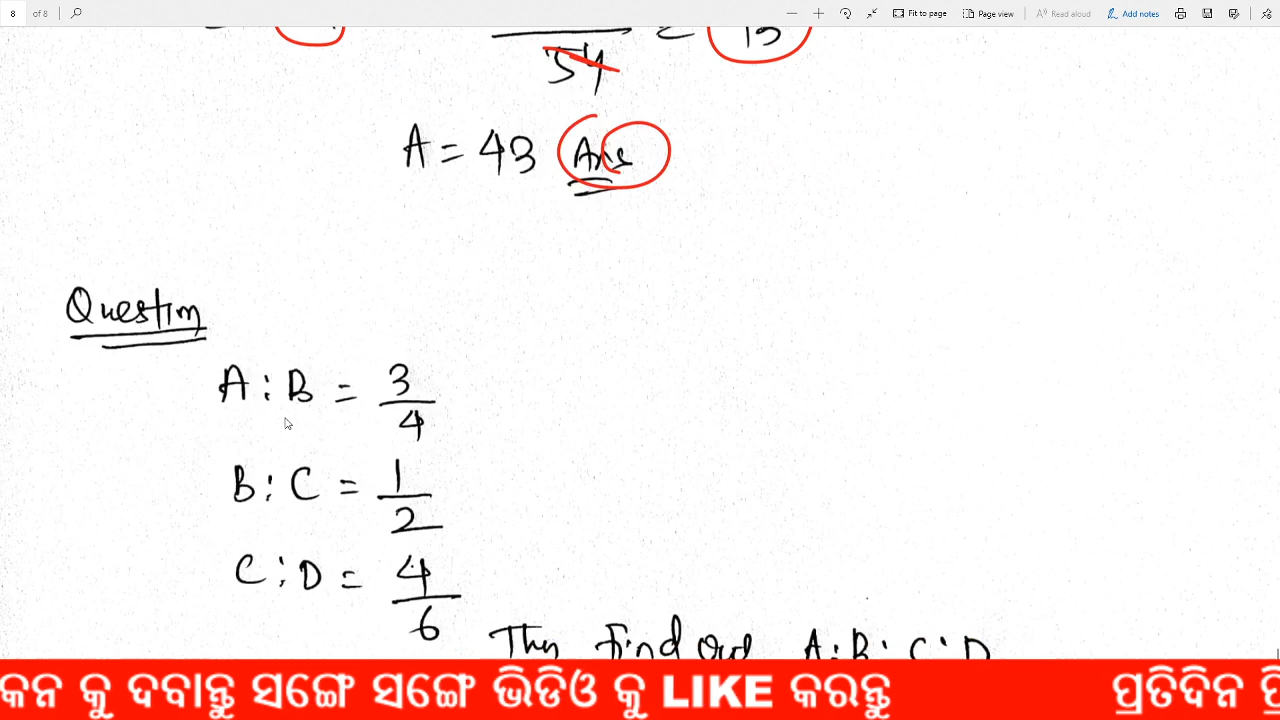 8 of 8 Fit to page Page view Read aloud Add notes
54
A = 43 Ans
Question
A : B = 3/4
B : C = 1/2
C : D = 4/6
Then Find out A : B : C : D
କନ କୁ ଦବାନ୍ତୁ ସଙ୍ଗେ ସଙ୍ଗେ ଭିଡିଓ କୁ LIKE କରନ୍ତୁ ପ୍ରତିଦିନ